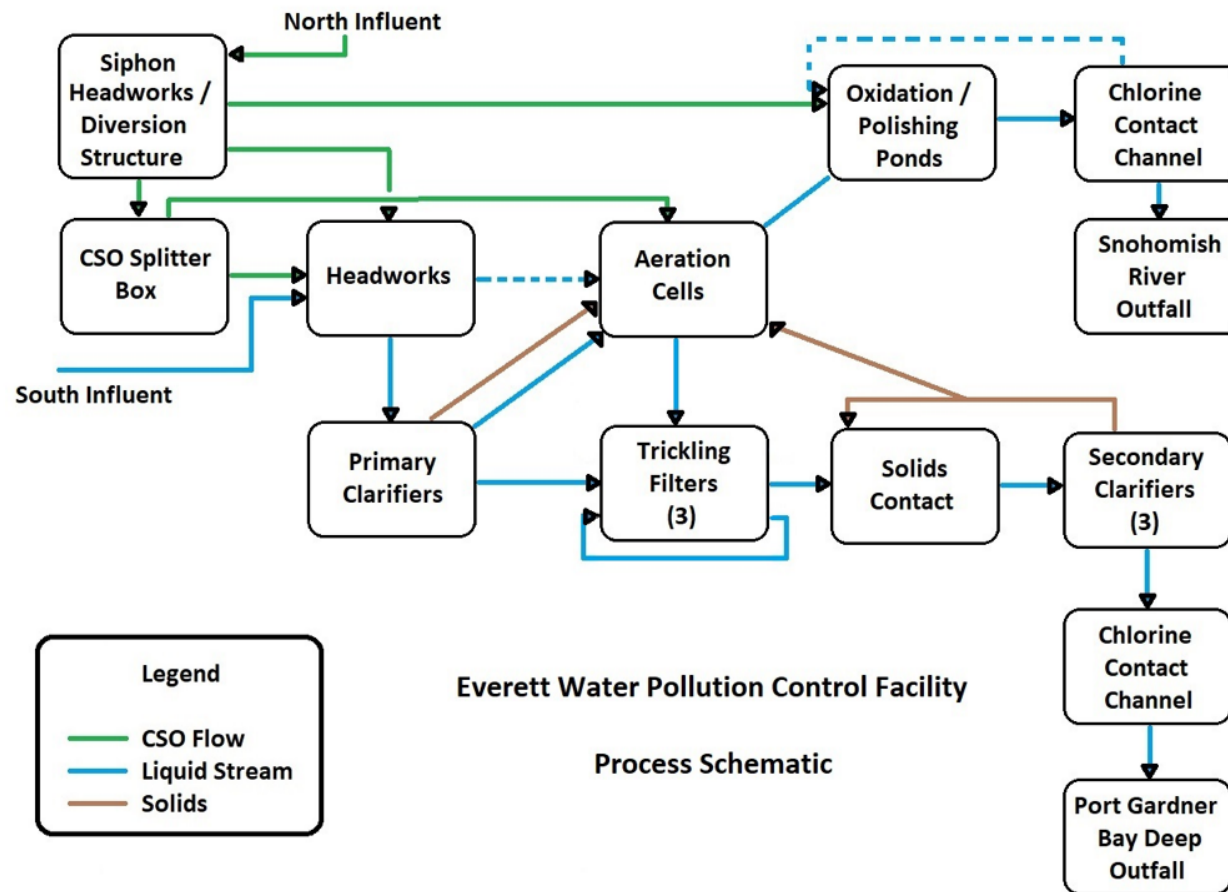 North Influent
Siphon
Headworks /
Diversion
Structure
Oxidation /
Polishing
Ponds
Chlorine
Contact
Channel
CSO Splitter
Box
Headworks
Aeration
Cells
Snohomish
River
Outfall
South Influent
Primary
Clarifiers
Trickling
Filters
(3)
Solids
Contact
Secondary
Clarifiers
(3)
Chlorine
Contact
Channel
Port Gardner
Bay Deep
Outfall
Legend
CSO Flow
Liquid Stream
Solids
Everett Water Pollution Control Facility
Process Schematic